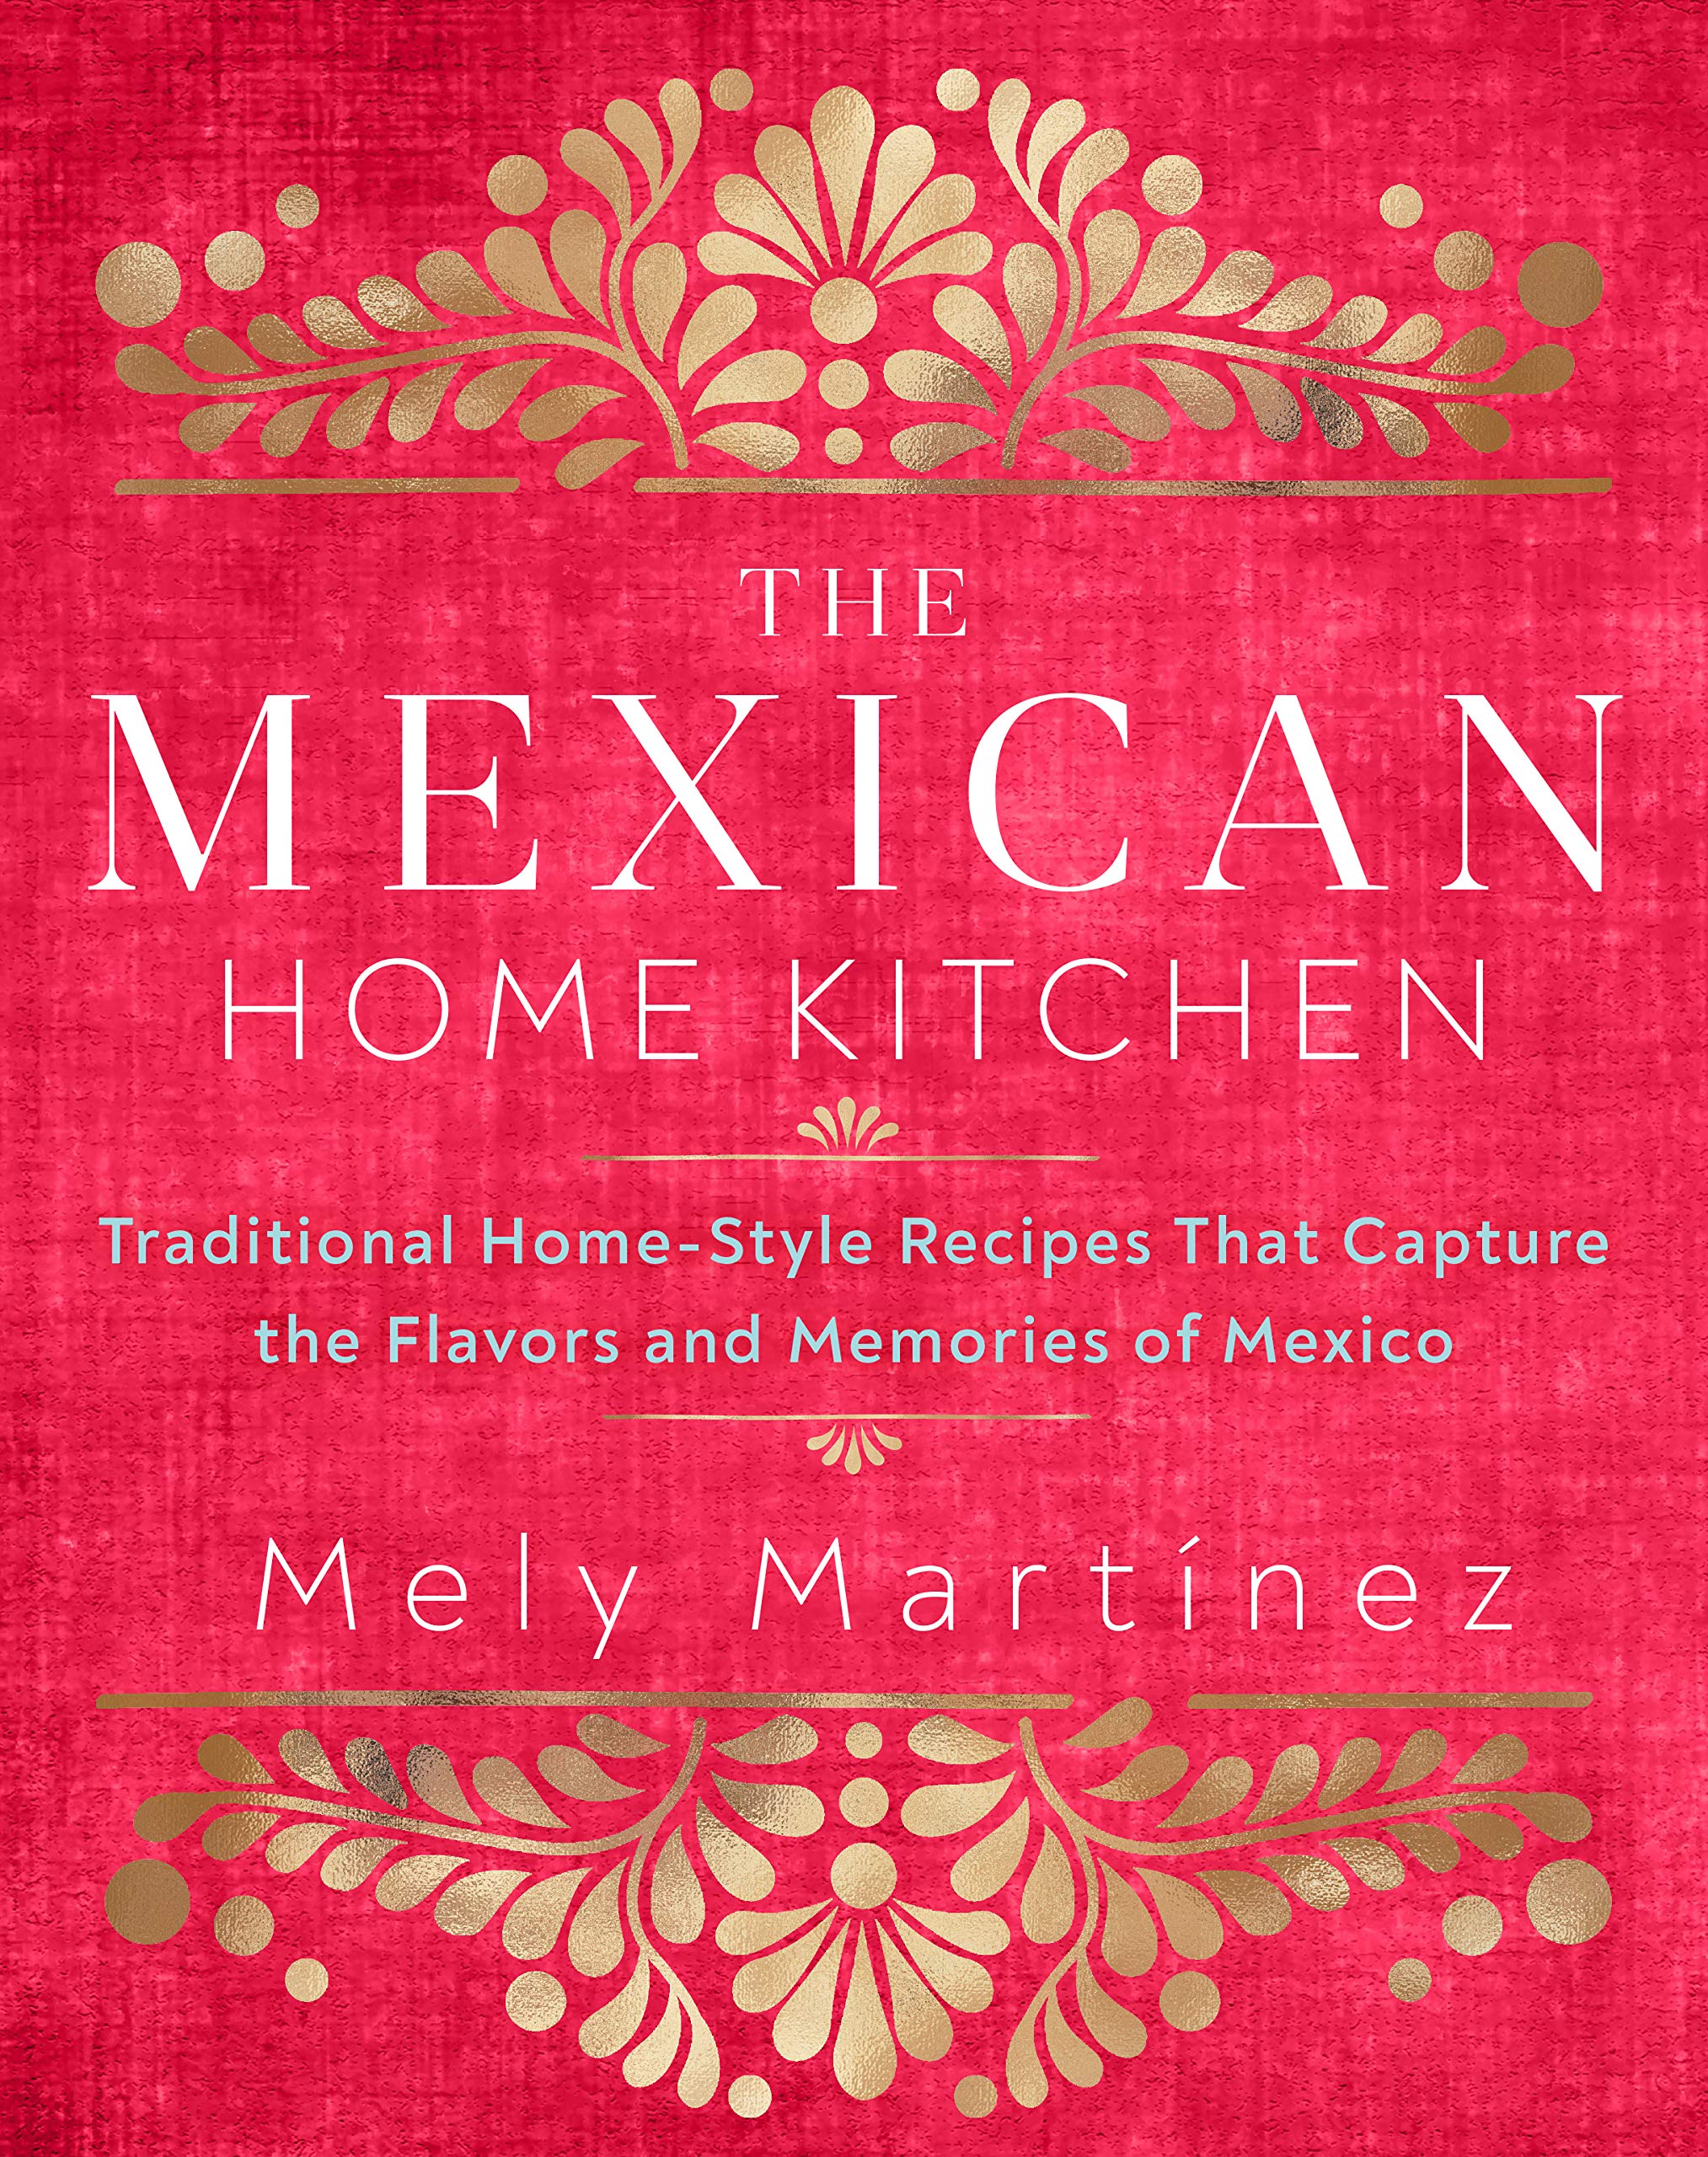 THE
MEXICAN
HOME KITCHEN
Traditional Home-Style Recipes That Capture
the Flavors and Memories of Mexico
Mely Martínez